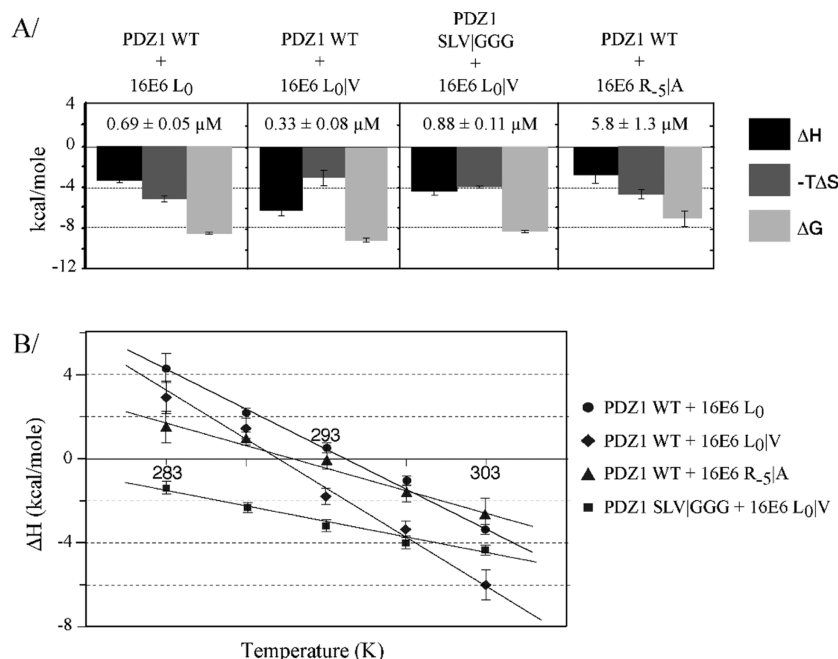 A/
PDZ1 WT
+
16E6 L0
PDZ1 WT
+
16E6 L0|V
PDZ1
SLV|GGG
+
16E6 L0|V
PDZ1 WT
+
16E6 R-5|A
kcal/mole
4
0
-4
-8
-12
0.69 ± 0.05 µM
0.33 ± 0.08 µM
0.88 ± 0.11 µM
5.8 ± 1.3 µM
ΔH
-TΔS
ΔG
B/
ΔH (kcal/mole)
4
0
-4
-8
283
293
303
Temperature (K)
PDZ1 WT + 16E6 L0
PDZ1 WT + 16E6 L0|V
PDZ1 WT + 16E6 R-5|A
PDZ1 SLV|GGG + 16E6 L0|V